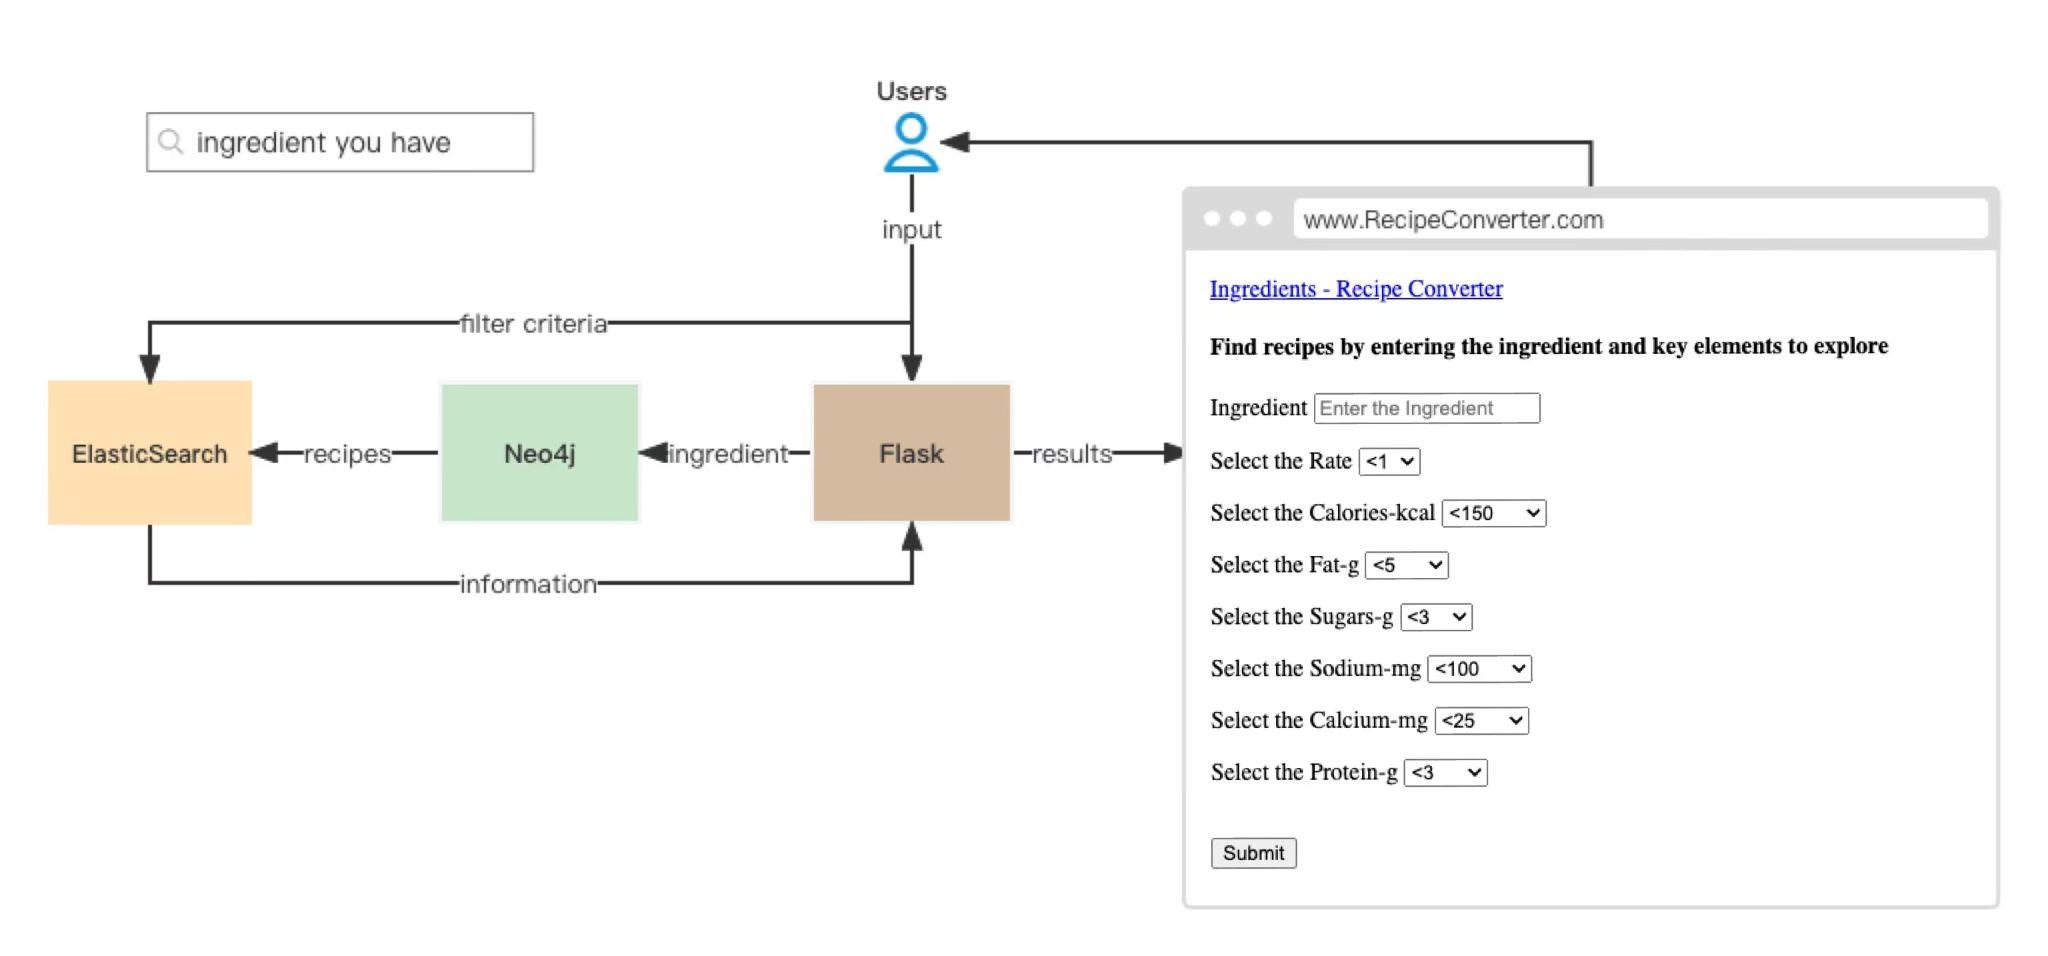 Users
ingredient you have
input
www.RecipeConverter.com
Ingredients - Recipe Converter
filter criteria
Find recipes by entering the ingredient and key elements to explore
Ingredient Enter the Ingredient
ElasticSearch recipes Neo4j ingredient Flask results
Select the Rate <1
Select the Calories-kcal <150
Select the Fat-g <5
information
Select the Sugars-g <3
Select the Sodium-mg <100
Select the Calcium-mg <25
Select the Protein-g <3
Submit